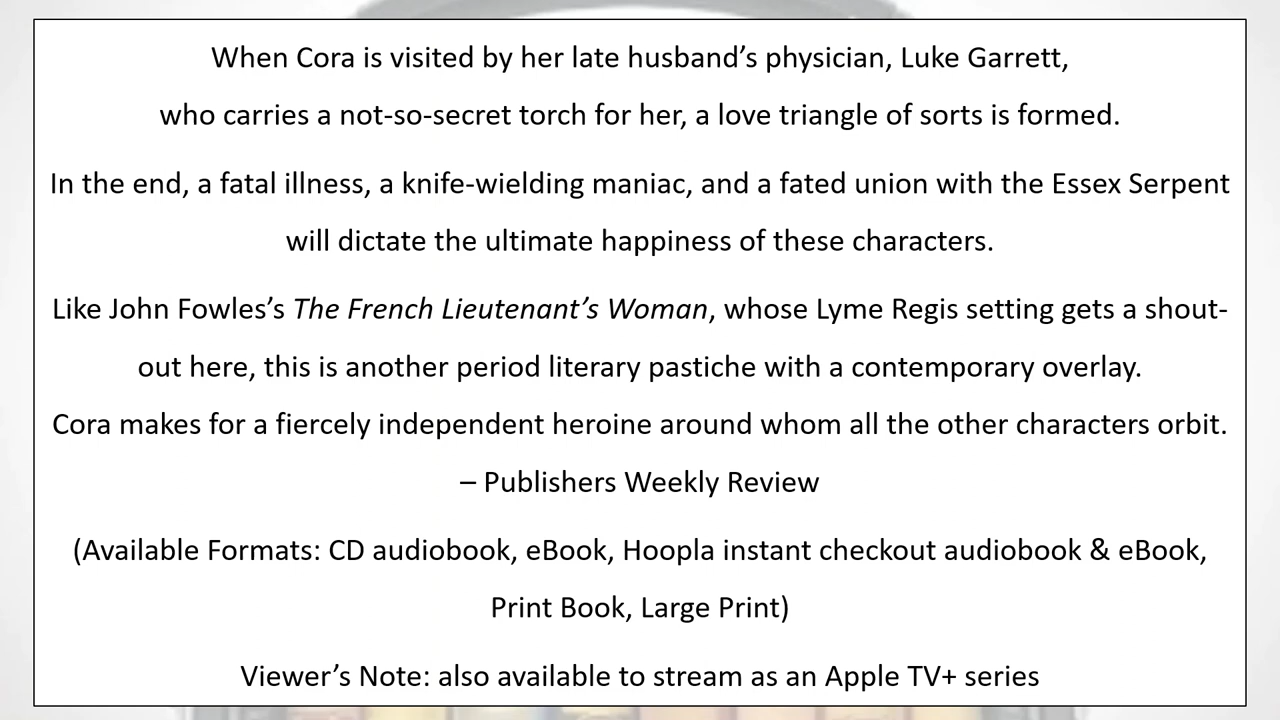 When Cora is visited by her late husband’s physician, Luke Garrett,
who carries a not-so-secret torch for her, a love triangle of sorts is formed.
In the end, a fatal illness, a knife-wielding maniac, and a fated union with the Essex Serpent
will dictate the ultimate happiness of these characters.
Like John Fowles’s The French Lieutenant’s Woman, whose Lyme Regis setting gets a shout-
out here, this is another period literary pastiche with a contemporary overlay.
Cora makes for a fiercely independent heroine around whom all the other characters orbit.
– Publishers Weekly Review
(Available Formats: CD audiobook, eBook, Hoopla instant checkout audiobook & eBook,
Print Book, Large Print)
Viewer’s Note: also available to stream as an Apple TV+ series